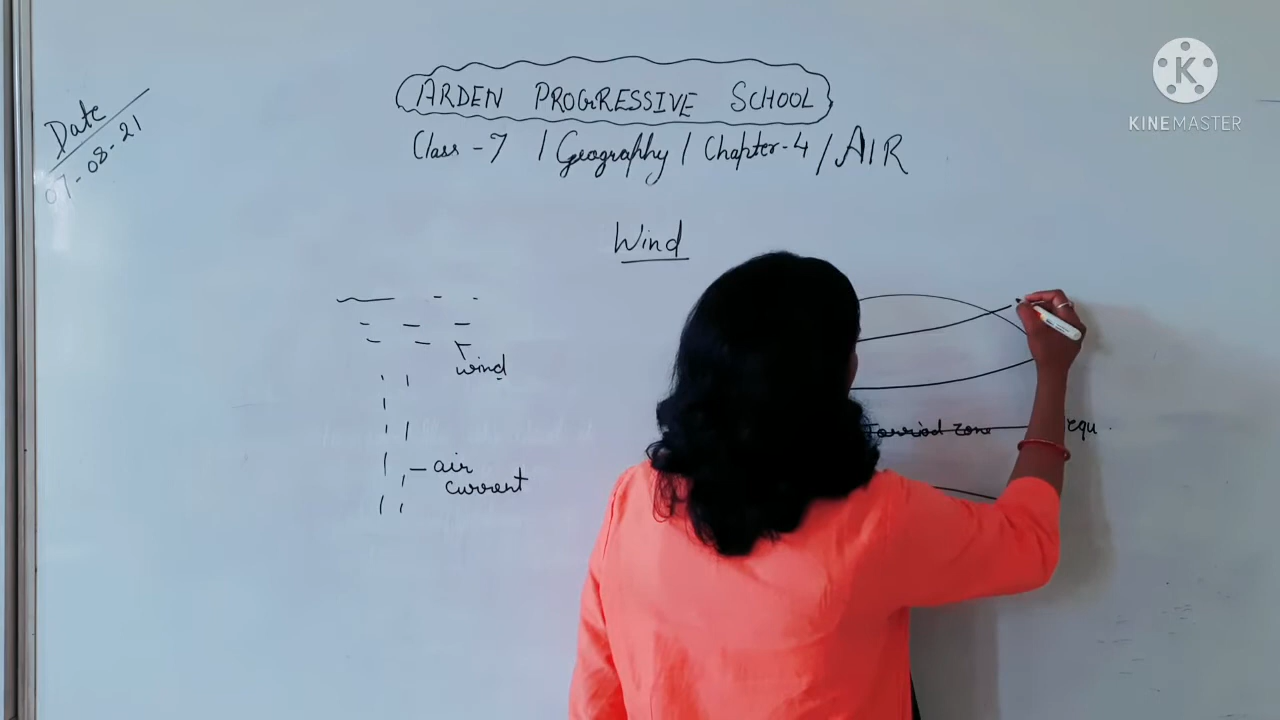 ARDEN PROGRESSIVE SCHOOL
Class - 7 / Geography / Chapter - 4 / AIR
Date
07-08-21
Wind
wind
air
current
Torrid zone
equ
KINEMASTER